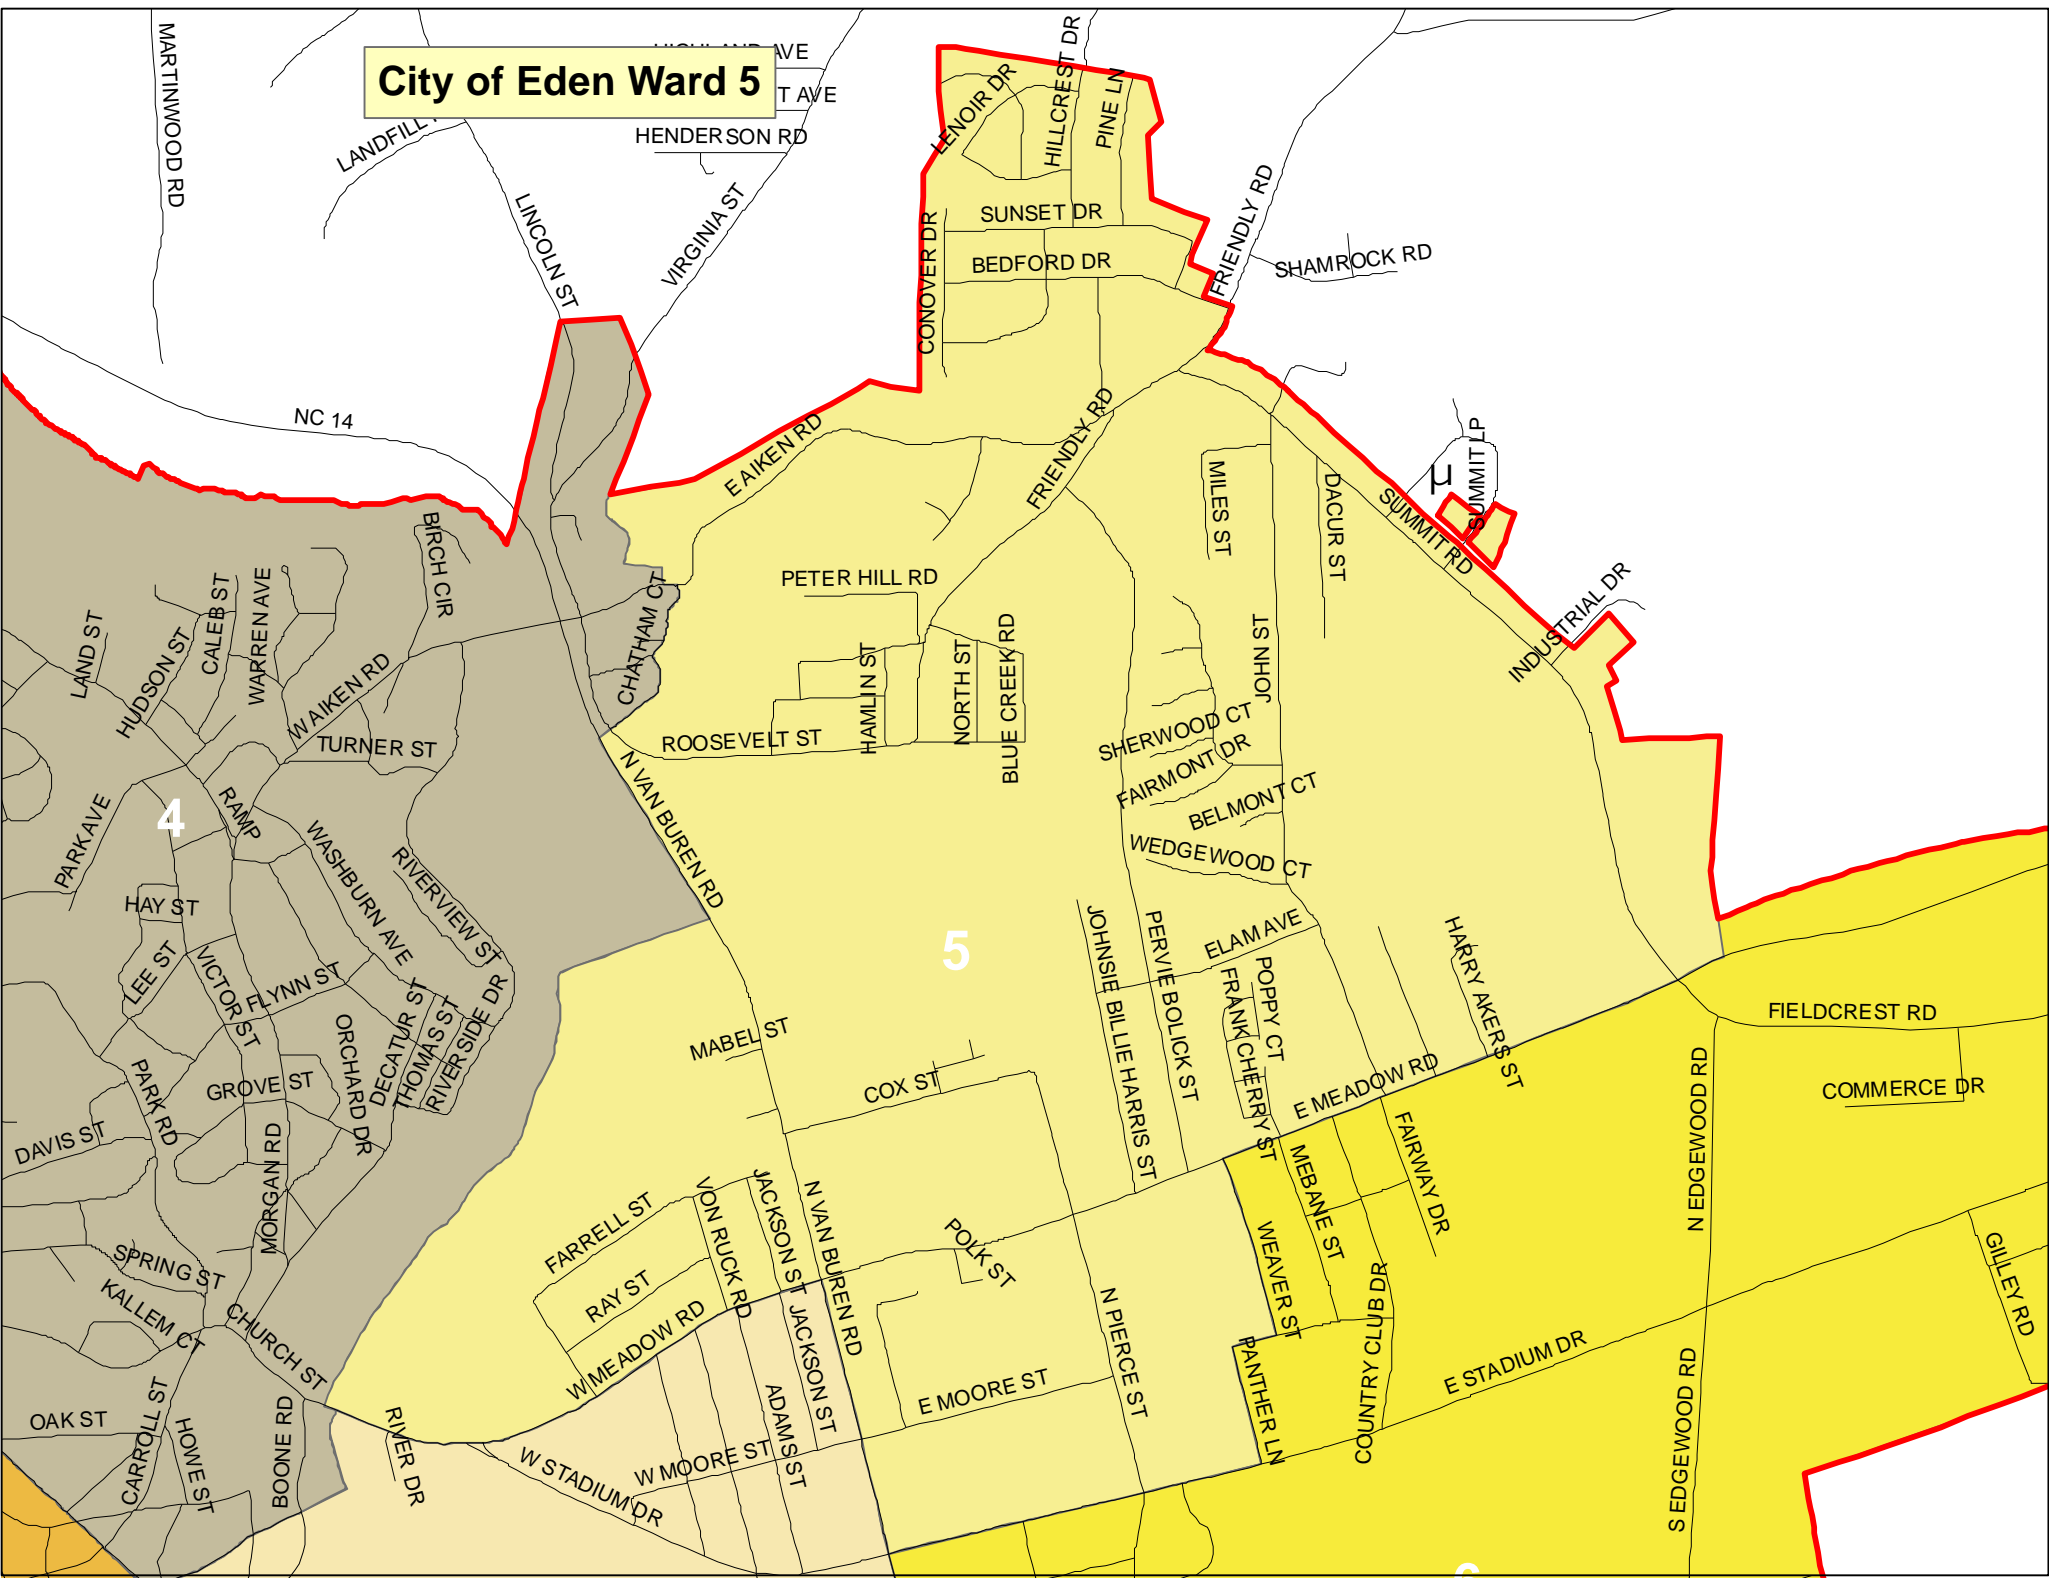 City of Eden Ward 5
MARTINWOOD RD
AVE
T AVE
HENDERSON RD
LANDFILL
LINCOLN ST
VIRGINIA ST
LENOIR DR
HILLCREST DR
PINE LN
SUNSET DR
CONOVER DR
BEDFORD DR
FRIENDLY RD
SHAMROCK RD
NC 14
E AIKEN RD
FRIENDLY RD
MILES ST
DACUR ST
SUMMIT RD
µ
SUMMIT LP
BIRCH CIR
INDUSTRIAL DR
PETER HILL RD
CHATHAM CT
LAND ST
HUDSON ST
CALEB ST
WARREN AVE
W AIKEN RD
TURNER ST
HAMLIN ST
NORTH ST
BLUE CREEK RD
JOHN ST
ROOSEVELT ST
SHERWOOD CT
FAIRMONT DR
BELMONT CT
WEDGEWOOD CT
N VAN BUREN RD
4
RAMP
PARK AVE
WASHBURN AVE
RIVERVIEW ST
HAY ST
LEE ST
VICTOR ST
FLYNN ST
5
JOHNSIE BILLIE HARRIS ST
PERVIE BOLICK ST
ELAM AVE
FRANK CHERRY ST
POPPY CT
HARRY AKERS ST
FIELDCREST RD
ORCHARD DR
DECATUR ST
THOMAS ST
RIVERSIDE DR
MABEL ST
COX ST
E MEADOW RD
COMMERCE DR
N EDGEWOOD RD
PARK RD
GROVE ST
DAVIS ST
MORGAN RD
FARRELL ST
VON RUCK RD
JACKSON ST
N VAN BUREN RD
POLK ST
WEAVER ST
MEBANE ST
FAIRWAY DR
GILLEY RD
SPRING ST
KALLEM CT
CHURCH ST
RAY ST
W MEADOW RD
JACKSON ST
N PIERCE ST
PANTHER LN
COUNTRY CLUB DR
E STADIUM DR
S EDGEWOOD RD
E MOORE ST
OAK ST
CARROLL ST
HOWE ST
BOONE RD
RIVER DR
W STADIUM DR
W MOORE ST
ADAM ST
6